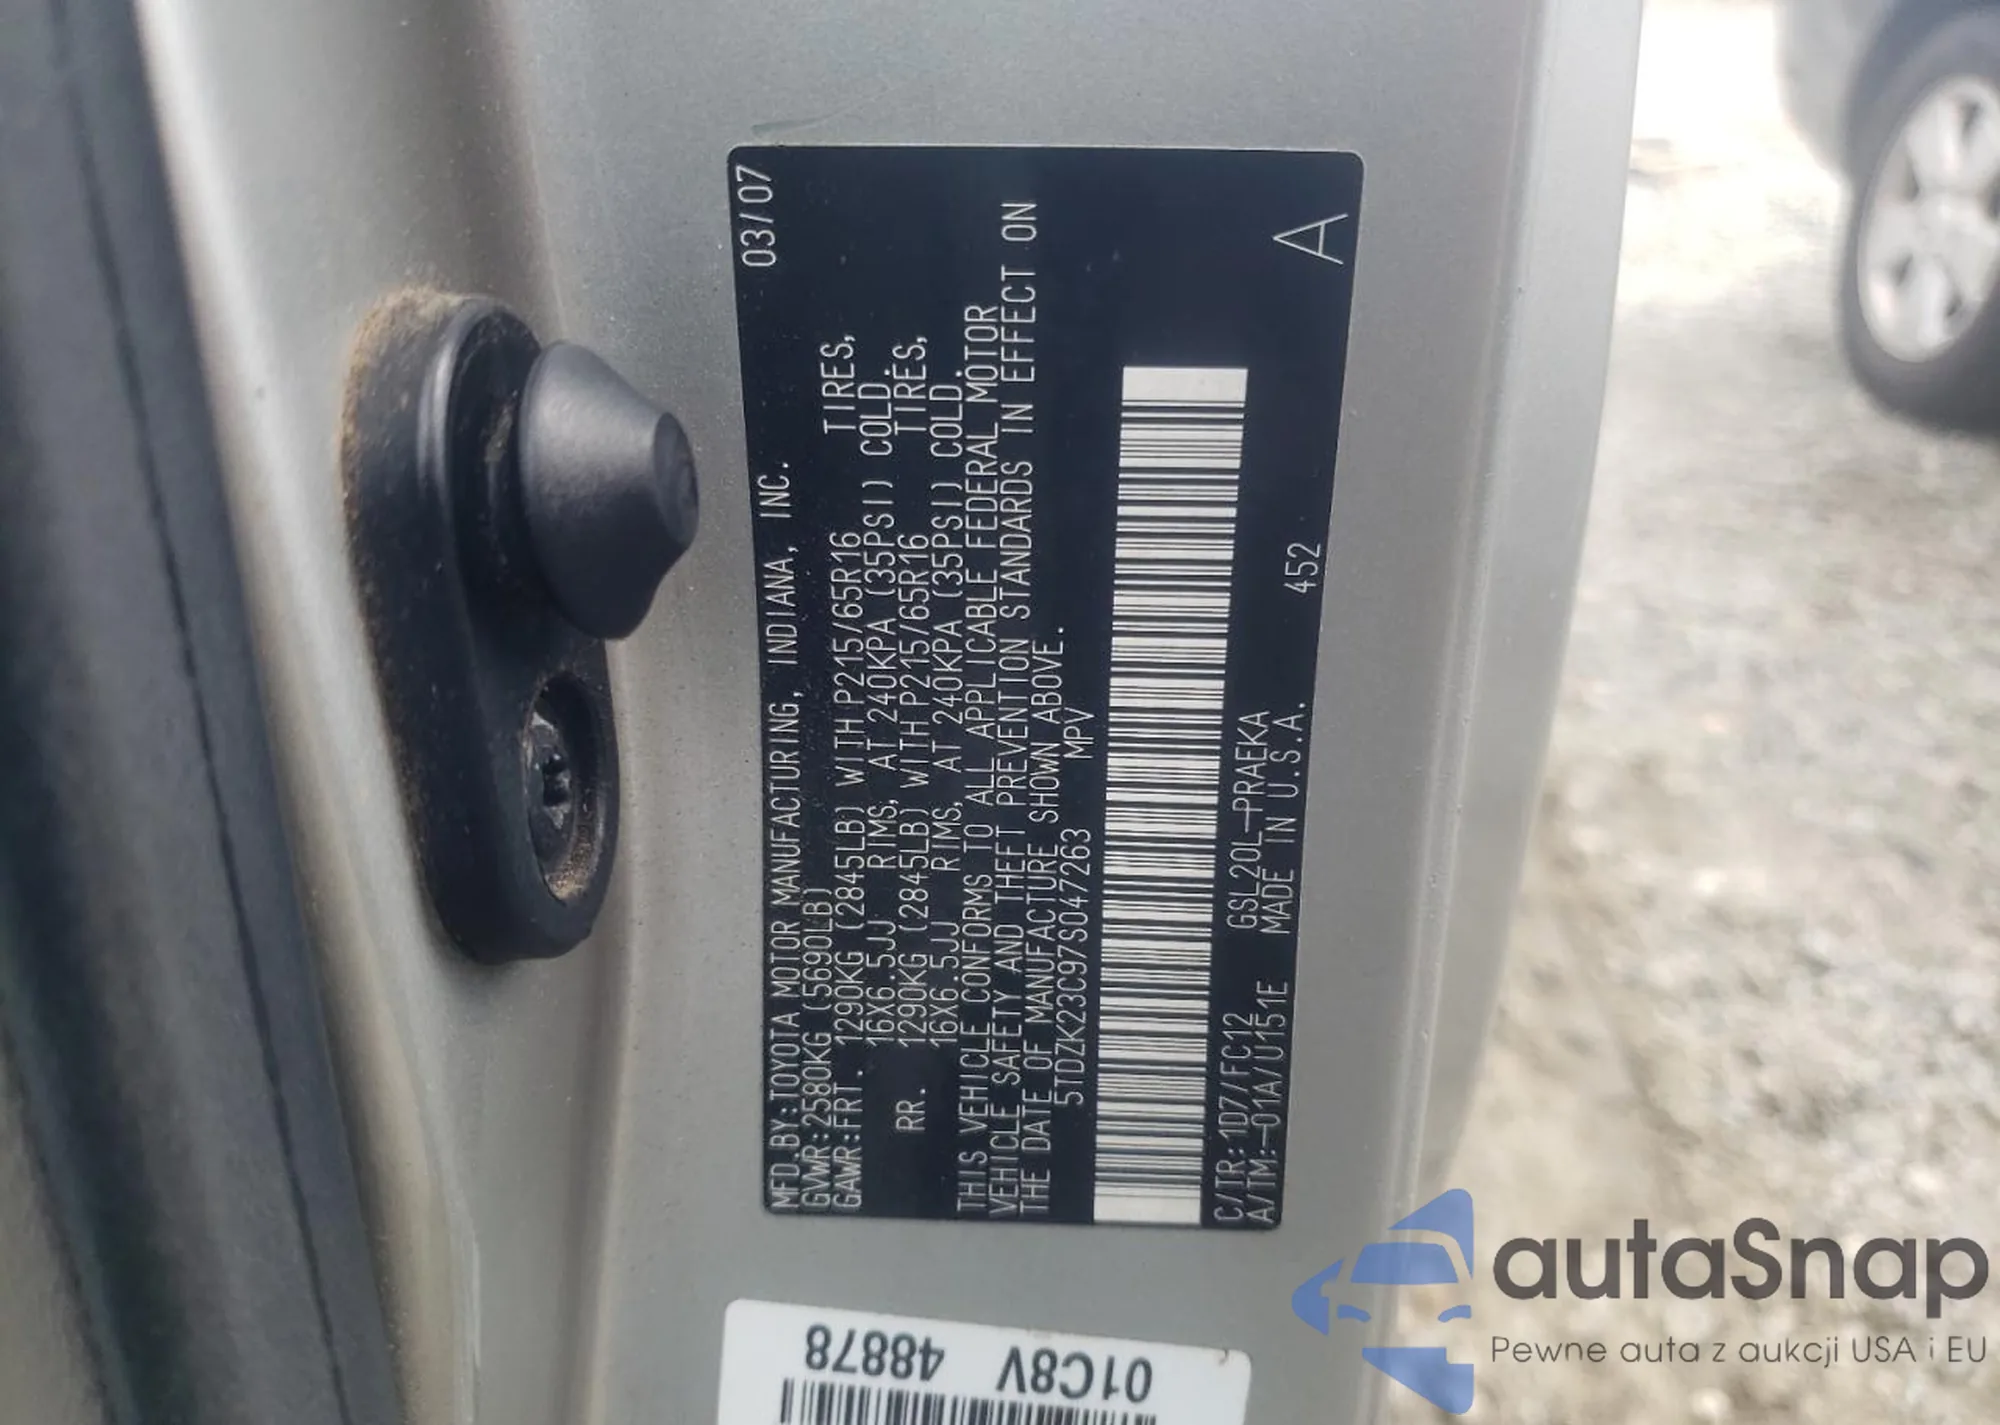 MFD.BY:TOYOTA MOTOR MANUFACTURING, INDIANA, INC. 03/07
GVWR:2580KG (5690LB)
GAWR:FRT. 1290KG (2845LB) WITH P215/65R16 TIRES,
16X6.5JJ RIMS, AT 240KPA (35PSI) COLD.
RR. 1290KG (2845LB) WITH P215/65R16 TIRES,
16X6.5JJ RIMS, AT 240KPA (35PSI) COLD.
THIS VEHICLE CONFORMS TO ALL APPLICABLE FEDERAL MOTOR
VEHICLE SAFETY AND THEFT PREVENTION STANDARDS IN EFFECT ON
THE DATE OF MANUFACTURE SHOWN ABOVE.
5TDZK23C97S047263 MPV
C/TR:1D7/FC12 GSL20L-PRAEKA
A/TM:-01A/U151E MADE IN U.S.A. 452 A
01C8V 48878
autaSnap
Pewne auta z aukcji USA i EU